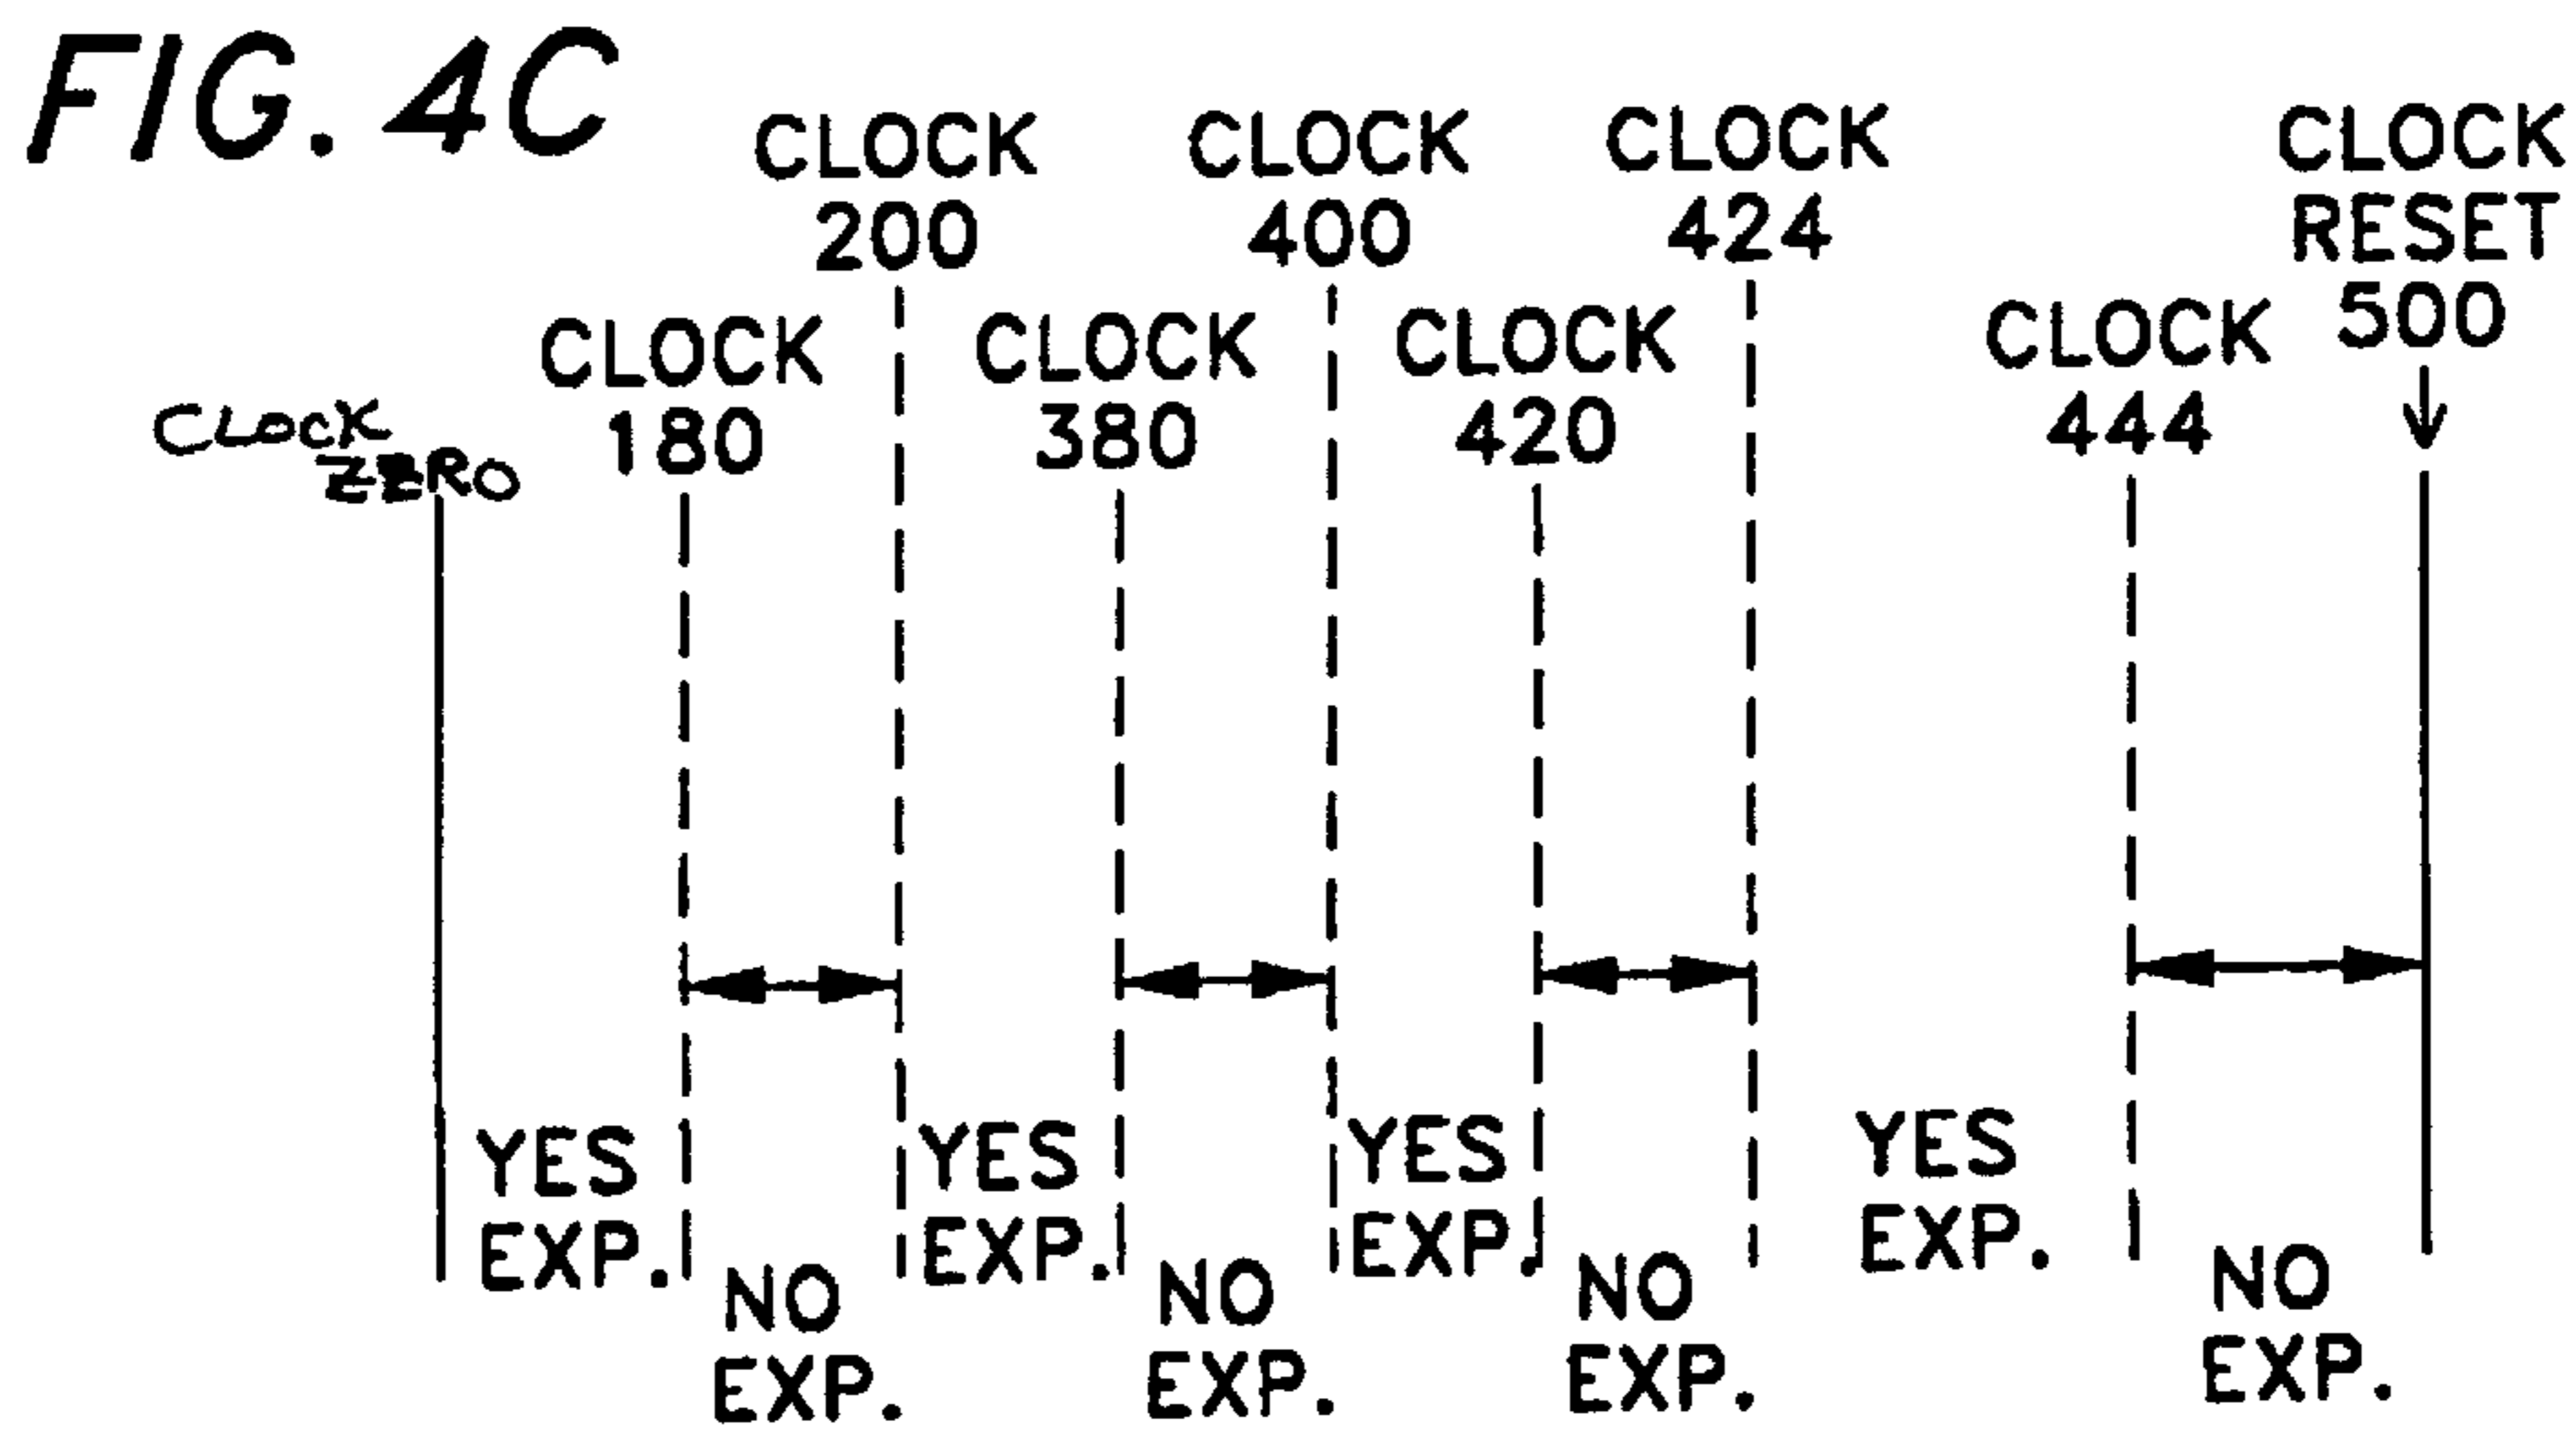 FIG. 4C
CLOCK
200
CLOCK
400
CLOCK
424
CLOCK
RESET
500
CLOCK
180
CLOCK
380
CLOCK
420
CLOCK
444
CLOCK
ZERO
YES
EXP.
NO
EXP.
YES
EXP.
NO
EXP.
YES
EXP.
NO
EXP.
YES
EXP.
NO
EXP.